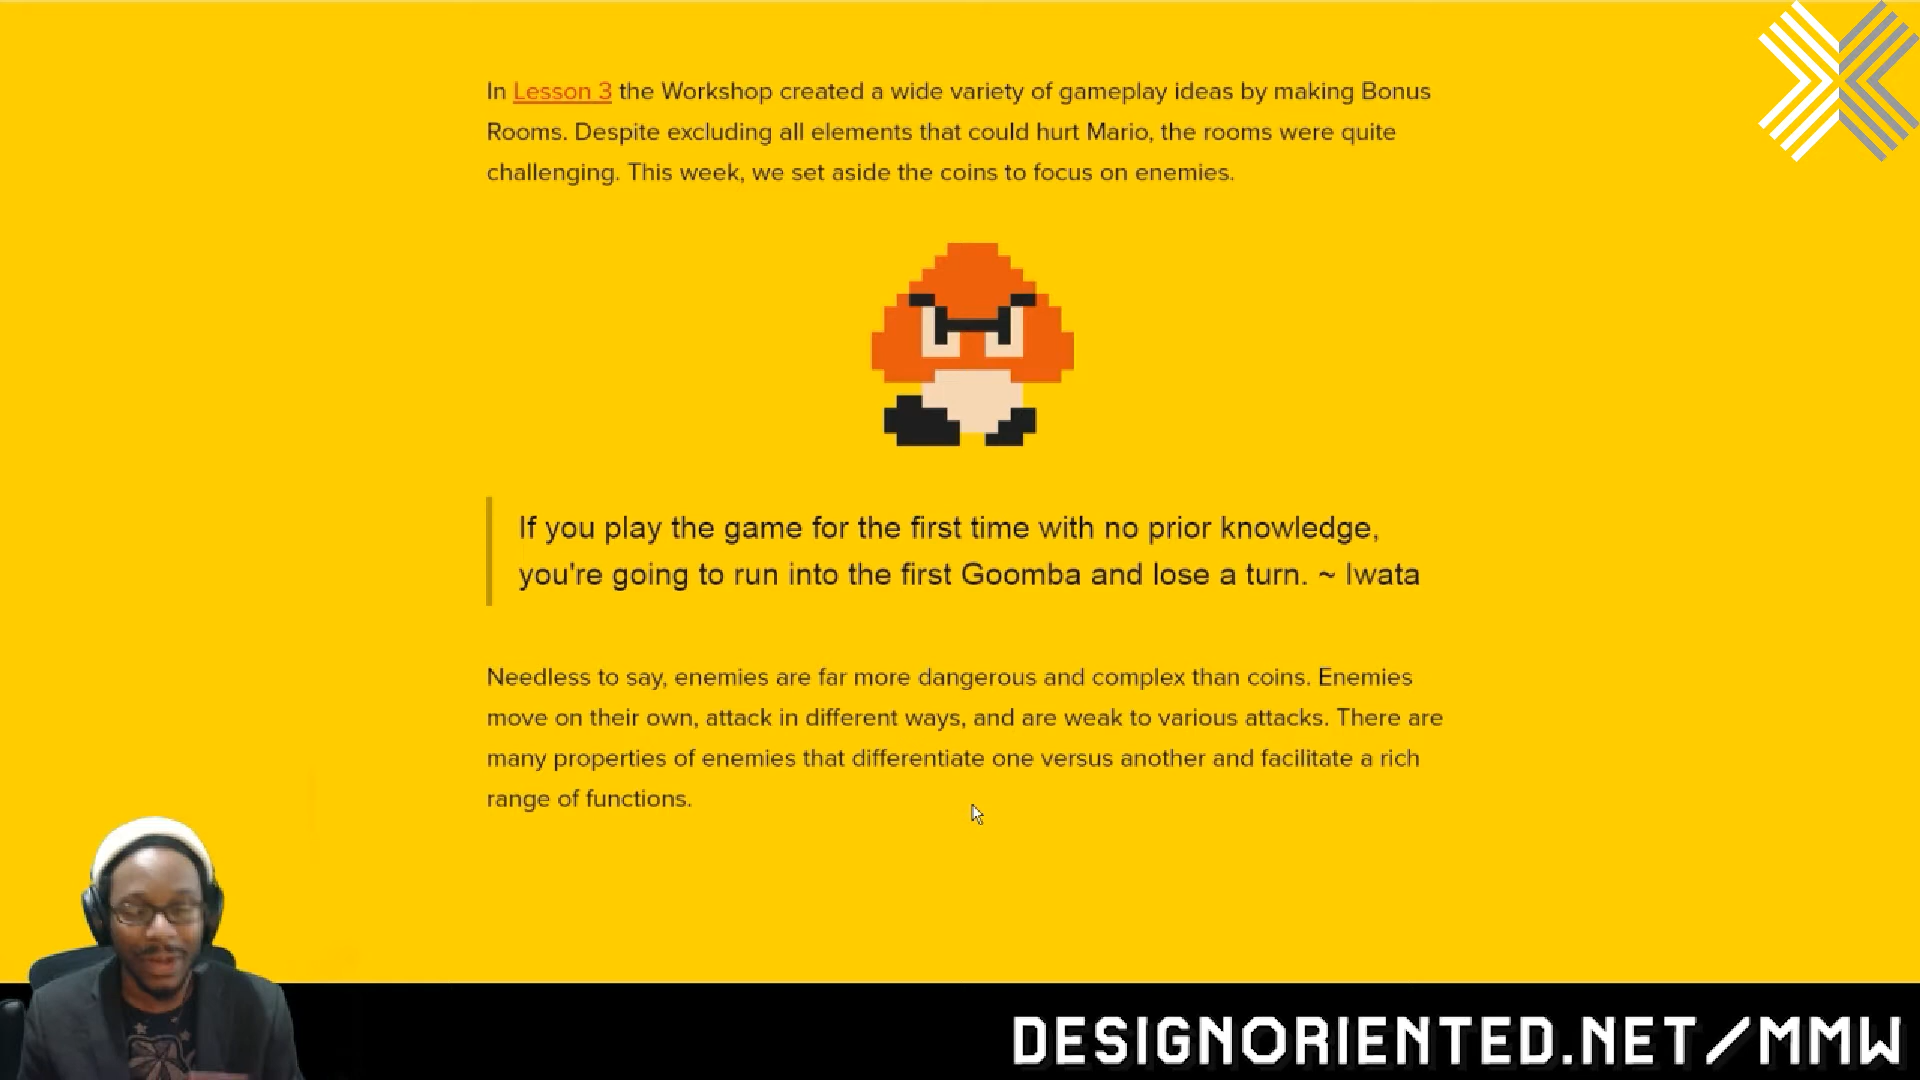 In Lesson 3 the Workshop created a wide variety of gameplay ideas by making Bonus
Rooms. Despite excluding all elements that could hurt Mario, the rooms were quite
challenging. This week, we set aside the coins to focus on enemies.
If you play the game for the first time with no prior knowledge,
you're going to run into the first Goomba and lose a turn. ~ Iwata
Needless to say, enemies are far more dangerous and complex than coins. Enemies
move on their own, attack in different ways, and are weak to various attacks. There are
many properties of enemies that differentiate one versus another and facilitate a rich
range of functions.
DESIGNORIENTED.NET/MMW